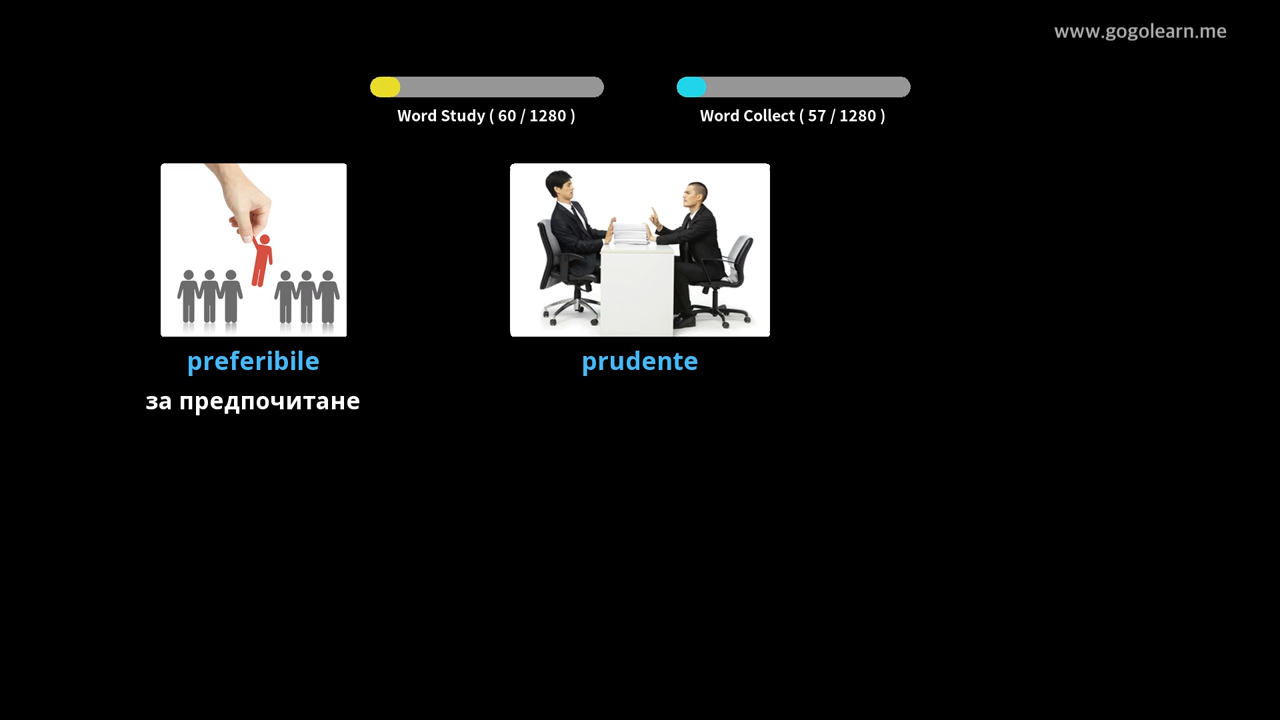 www.gogolearn.me
Word Study ( 60 / 1280 )
Word Collect ( 57 / 1280 )
preferibile
prudente
за предпочитане